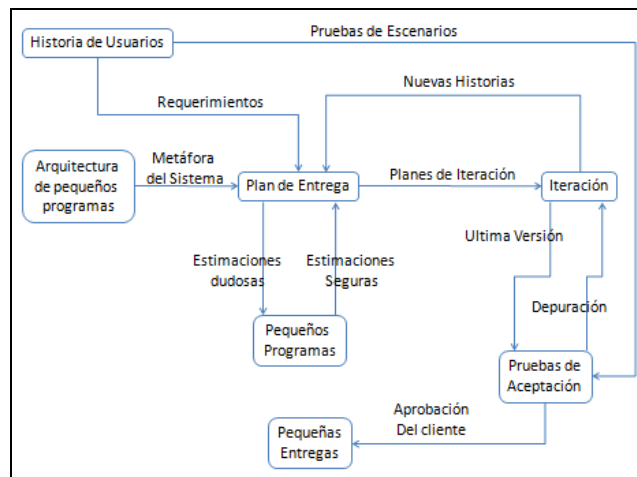 Historia de Usuarios
Pruebas de Escenarios
Nuevas Historias
Requerimientos
Arquitectura
de pequeños
programas
Metáfora
del Sistema
Plan de Entrega
Planes de Iteración
Iteración
Ultima Versión
Estimaciones
dudosas
Estimaciones
Seguras
Depuración
Pequeños
Programas
Pruebas de
Aceptación
Aprobación
Del cliente
Pequeñas
Entregas